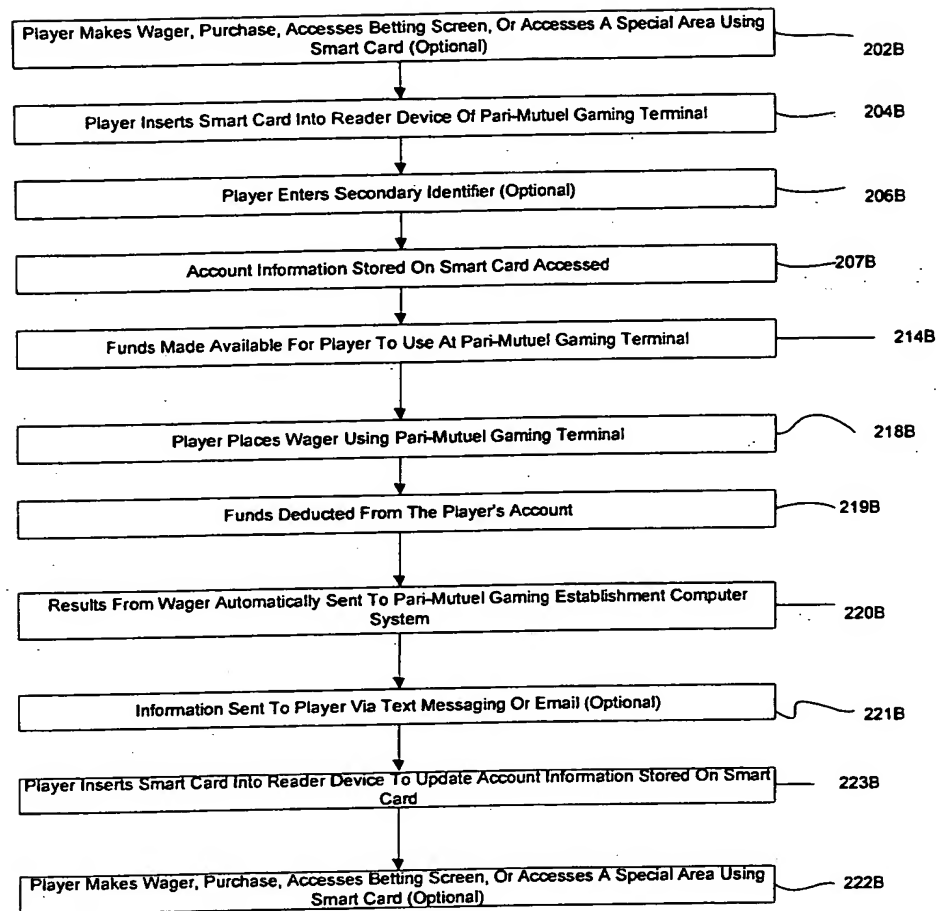 Player Makes Wager, Purchase, Accesses Betting Screen, Or Accesses A Special Area Using
Smart Card (Optional)
202B
Player Inserts Smart Card Into Reader Device Of Pari-Mutuel Gaming Terminal
204B
Player Enters Secondary Identifier (Optional)
206B
Account Information Stored On Smart Card Accessed
207B
Funds Made Available For Player To Use At Pari-Mutuel Gaming Terminal
214B
Player Places Wager Using Pari-Mutuel Gaming Terminal
218B
Funds Deducted From The Player's Account
219B
Results From Wager Automatically Sent To Pari-Mutuel Gaming Establishment Computer
System
220B
Information Sent To Player Via Text Messaging Or Email (Optional)
221B
Player Inserts Smart Card Into Reader Device To Update Account Information Stored On Smart
Card
223B
Player Makes Wager, Purchase, Accesses Betting Screen, Or Accesses A Special Area Using
Smart Card (Optional)
222B